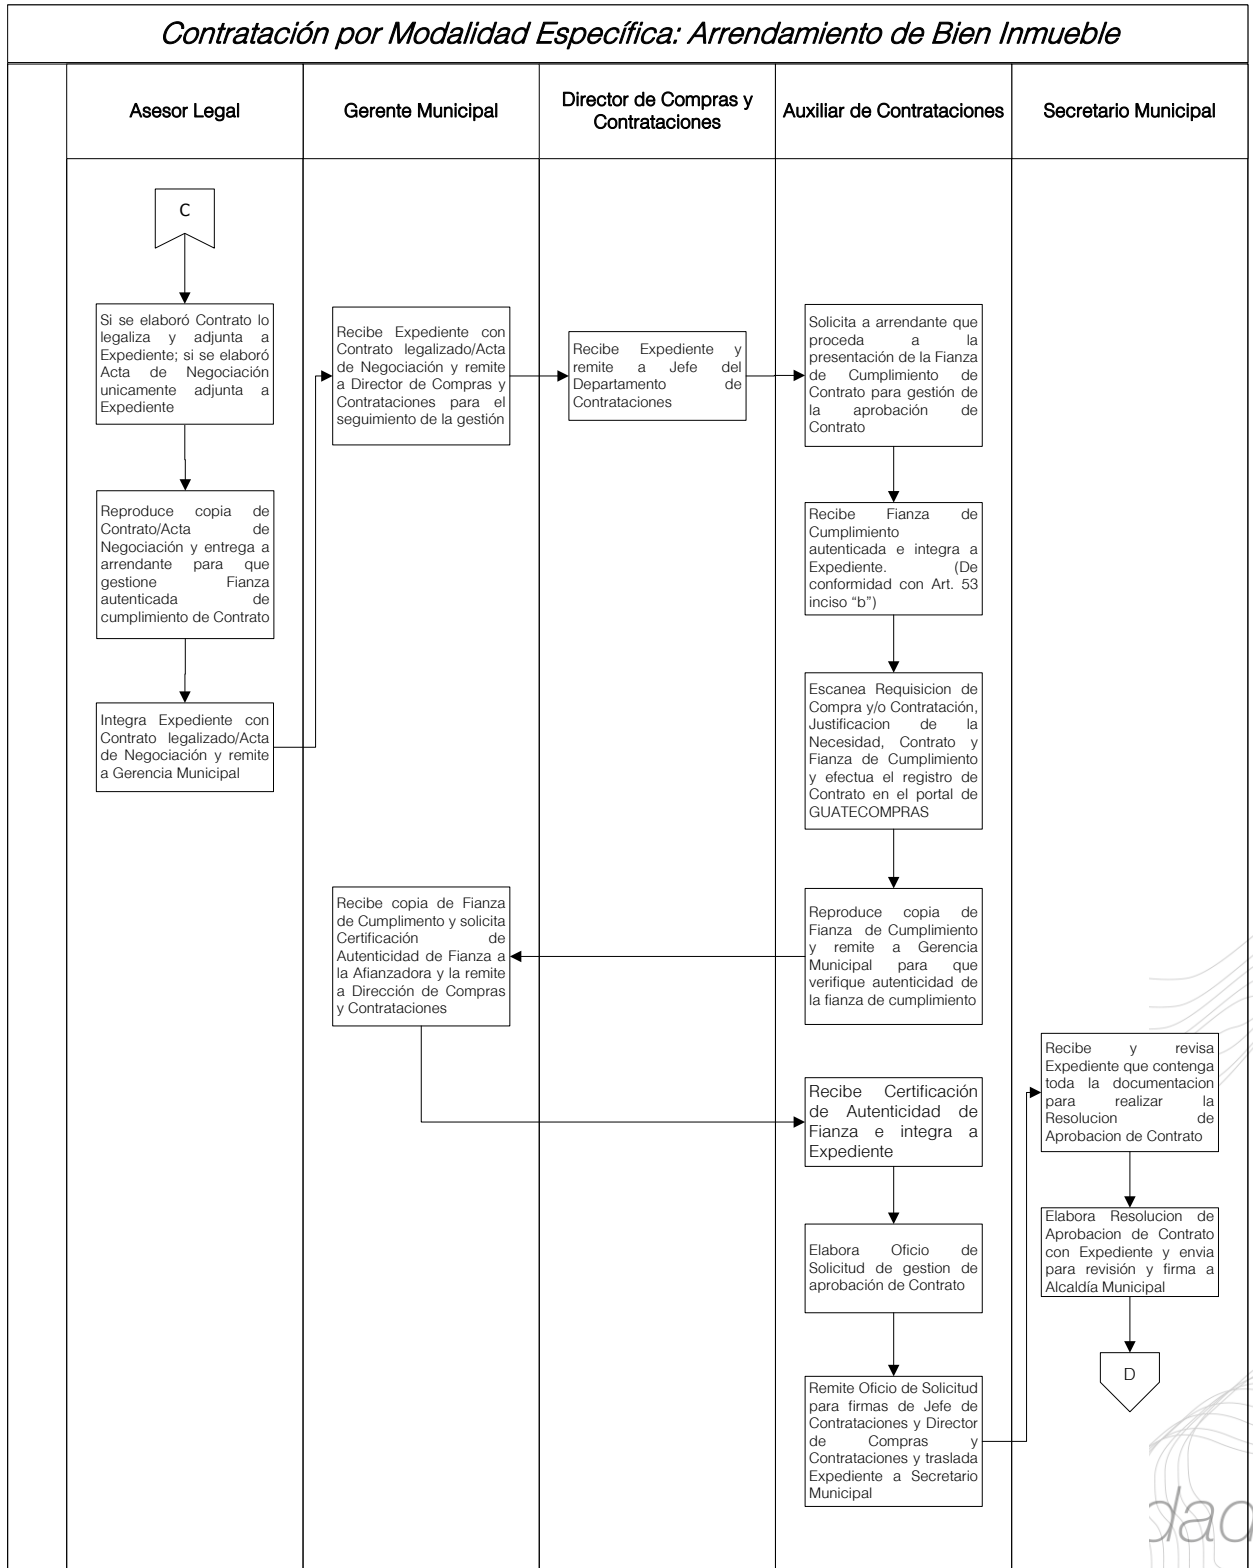 Contratación por Modalidad Específica: Arrendamiento de Bien Inmueble
Asesor Legal
Gerente Municipal
Director de Compras y
Contrataciones
Auxiliar de Contrataciones
Secretario Municipal
C
Si se elaboró Contrato lo
legaliza y adjunta a
Expediente; si se elaboró
Acta de Negociación
unicamente adjunta a
Expediente
Reproduce copia de
Contrato/Acta de
Negociación y entrega a
arrendante para que
gestione Fianza
autenticada de
cumplimiento de Contrato
Integra Expediente con
Contrato legalizado/Acta
de Negociación y remite
a Gerencia Municipal
Recibe Expediente con
Contrato legalizado/Acta
de Negociación y remite
a Director de Compras y
Contrataciones para el
seguimiento de la gestión
Recibe Expediente y
remite a Jefe del
Departamento de
Contrataciones
Solicita a arrendante que
proceda a la
presentación de la Fianza
de Cumplimiento de
Contrato para gestión de
la aprobación de
Contrato
Recibe Fianza de
Cumplimiento
autenticada e integra a
Expediente. (De
conformidad con Art. 53
inciso “b”)
Escanea Requisicion de
Compra y/o Contratación,
Justificacion de la
Necesidad, Contrato y
Fianza de Cumplimiento
y efectua el registro de
Contrato en el portal de
GUATECOMPRAS
Reproduce copia de
Fianza de Cumplimiento
y remite a Gerencia
Municipal para que
verifique autenticidad de
la fianza de cumplimiento
Recibe copia de Fianza
de Cumplimento y solicita
Certificación de
Autenticidad de Fianza a
la Afianzadora y la remite
a Dirección de Compras
y Contrataciones
Recibe Certificación
de Autenticidad de
Fianza e integra a
Expediente
Elabora Oficio de
Solicitud de gestion de
aprobación de Contrato
Remite Oficio de Solicitud
para firmas de Jefe de
Contrataciones y Director
de Compras y
Contrataciones y traslada
Expediente a Secretario
Municipal
Recibe y revisa
Expediente que contenga
toda la documentacion
para realizar la
Resolucion de
Aprobacion de Contrato
Elabora Resolucion de
Aprobacion de Contrato
con Expediente y envia
para revisión y firma a
Alcaldía Municipal
D
dad